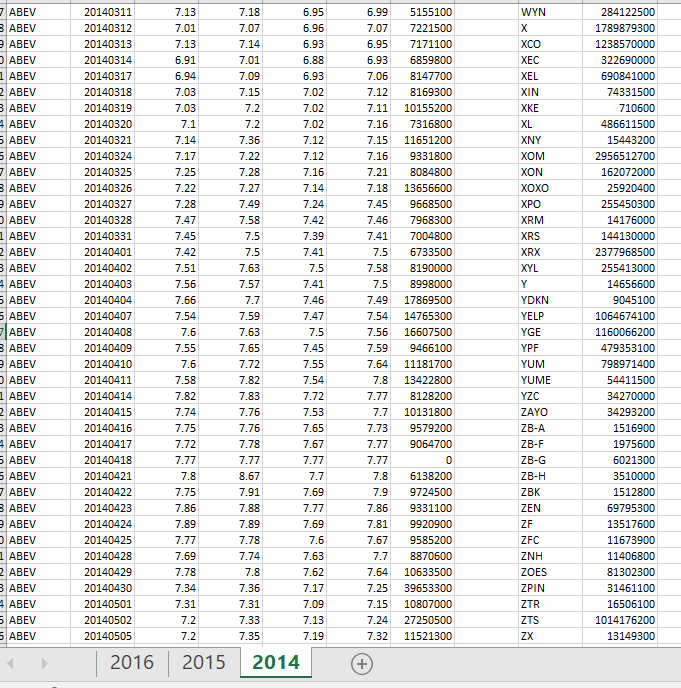 7 ABEV 20140311 7.13 7.18 6.95 6.99 5155100 WYN 284122500
8 ABEV 20140312 7.01 7.07 6.96 7.07 7221500 X 1789879300
9 ABEV 20140313 7.13 7.14 6.93 6.95 7171100 XCO 1238570000
0 ABEV 20140314 6.91 7.01 6.88 6.93 6859800 XEC 322690000
1 ABEV 20140317 6.94 7.09 6.93 7.06 8147700 XEL 690841000
2 ABEV 20140318 7.03 7.15 7.02 7.12 8169300 XIN 74331500
3 ABEV 20140319 7.03 7.2 7.02 7.11 10155200 XKE 710600
4 ABEV 20140320 7.1 7.2 7.02 7.16 7316800 XL 486611500
5 ABEV 20140321 7.14 7.36 7.12 7.15 11651200 XNY 15443200
6 ABEV 20140324 7.17 7.22 7.12 7.16 9331800 XOM 2956512700
7 ABEV 20140325 7.25 7.28 7.16 7.21 8084800 XON 162072000
8 ABEV 20140326 7.22 7.27 7.14 7.18 13656600 XOXO 25920400
9 ABEV 20140327 7.28 7.49 7.24 7.45 9668500 XPO 255450300
0 ABEV 20140328 7.47 7.58 7.42 7.46 7968300 XRM 14176000
1 ABEV 20140331 7.45 7.5 7.39 7.41 7004800 XRS 144130000
2 ABEV 20140401 7.42 7.5 7.41 7.5 6733500 XRX 2377968500
3 ABEV 20140402 7.51 7.63 7.5 7.58 8190000 XYL 255413000
4 ABEV 20140403 7.56 7.57 7.41 7.5 8998000 Y 14656600
5 ABEV 20140404 7.66 7.7 7.46 7.49 17869500 YDKN 9045100
6 ABEV 20140407 7.54 7.59 7.47 7.54 14765300 YELP 1064674100
7 ABEV 20140408 7.6 7.63 7.5 7.56 16607500 YGE 1160066200
8 ABEV 20140409 7.55 7.65 7.45 7.59 9466100 YPF 479353100
9 ABEV 20140410 7.6 7.72 7.55 7.64 11181700 YUM 798971400
0 ABEV 20140411 7.58 7.82 7.54 7.8 13422800 YUME 54411500
1 ABEV 20140414 7.82 7.83 7.72 7.77 8128200 YZC 34270000
2 ABEV 20140415 7.74 7.76 7.53 7.7 10131800 ZAYO 34293200
3 ABEV 20140416 7.75 7.76 7.65 7.73 9579200 ZB-A 1516900
4 ABEV 20140417 7.72 7.78 7.67 7.77 9064700 ZB-F 1975600
5 ABEV 20140418 7.77 7.77 7.77 7.77 0 ZB-G 6021300
6 ABEV 20140421 7.8 8.67 7.7 7.8 6138200 ZB-H 3510000
7 ABEV 20140422 7.75 7.91 7.69 7.9 9724500 ZBK 1512800
8 ABEV 20140423 7.86 7.88 7.77 7.86 9331100 ZEN 69795300
9 ABEV 20140424 7.89 7.89 7.69 7.81 9920900 ZF 13517600
0 ABEV 20140425 7.77 7.78 7.6 7.67 9585200 ZFC 11673900
1 ABEV 20140428 7.69 7.74 7.63 7.7 8870600 ZNH 11406800
2 ABEV 20140429 7.78 7.8 7.62 7.64 10633500 ZOES 81302300
3 ABEV 20140430 7.34 7.36 7.17 7.25 39653300 ZPIN 31461100
4 ABEV 20140501 7.31 7.31 7.09 7.15 10807000 ZTR 16506100
5 ABEV 20140502 7.2 7.33 7.13 7.24 27250500 ZTS 1014176200
6 ABEV 20140505 7.2 7.35 7.19 7.32 11521300 ZX 13149300
2016 2015 2014